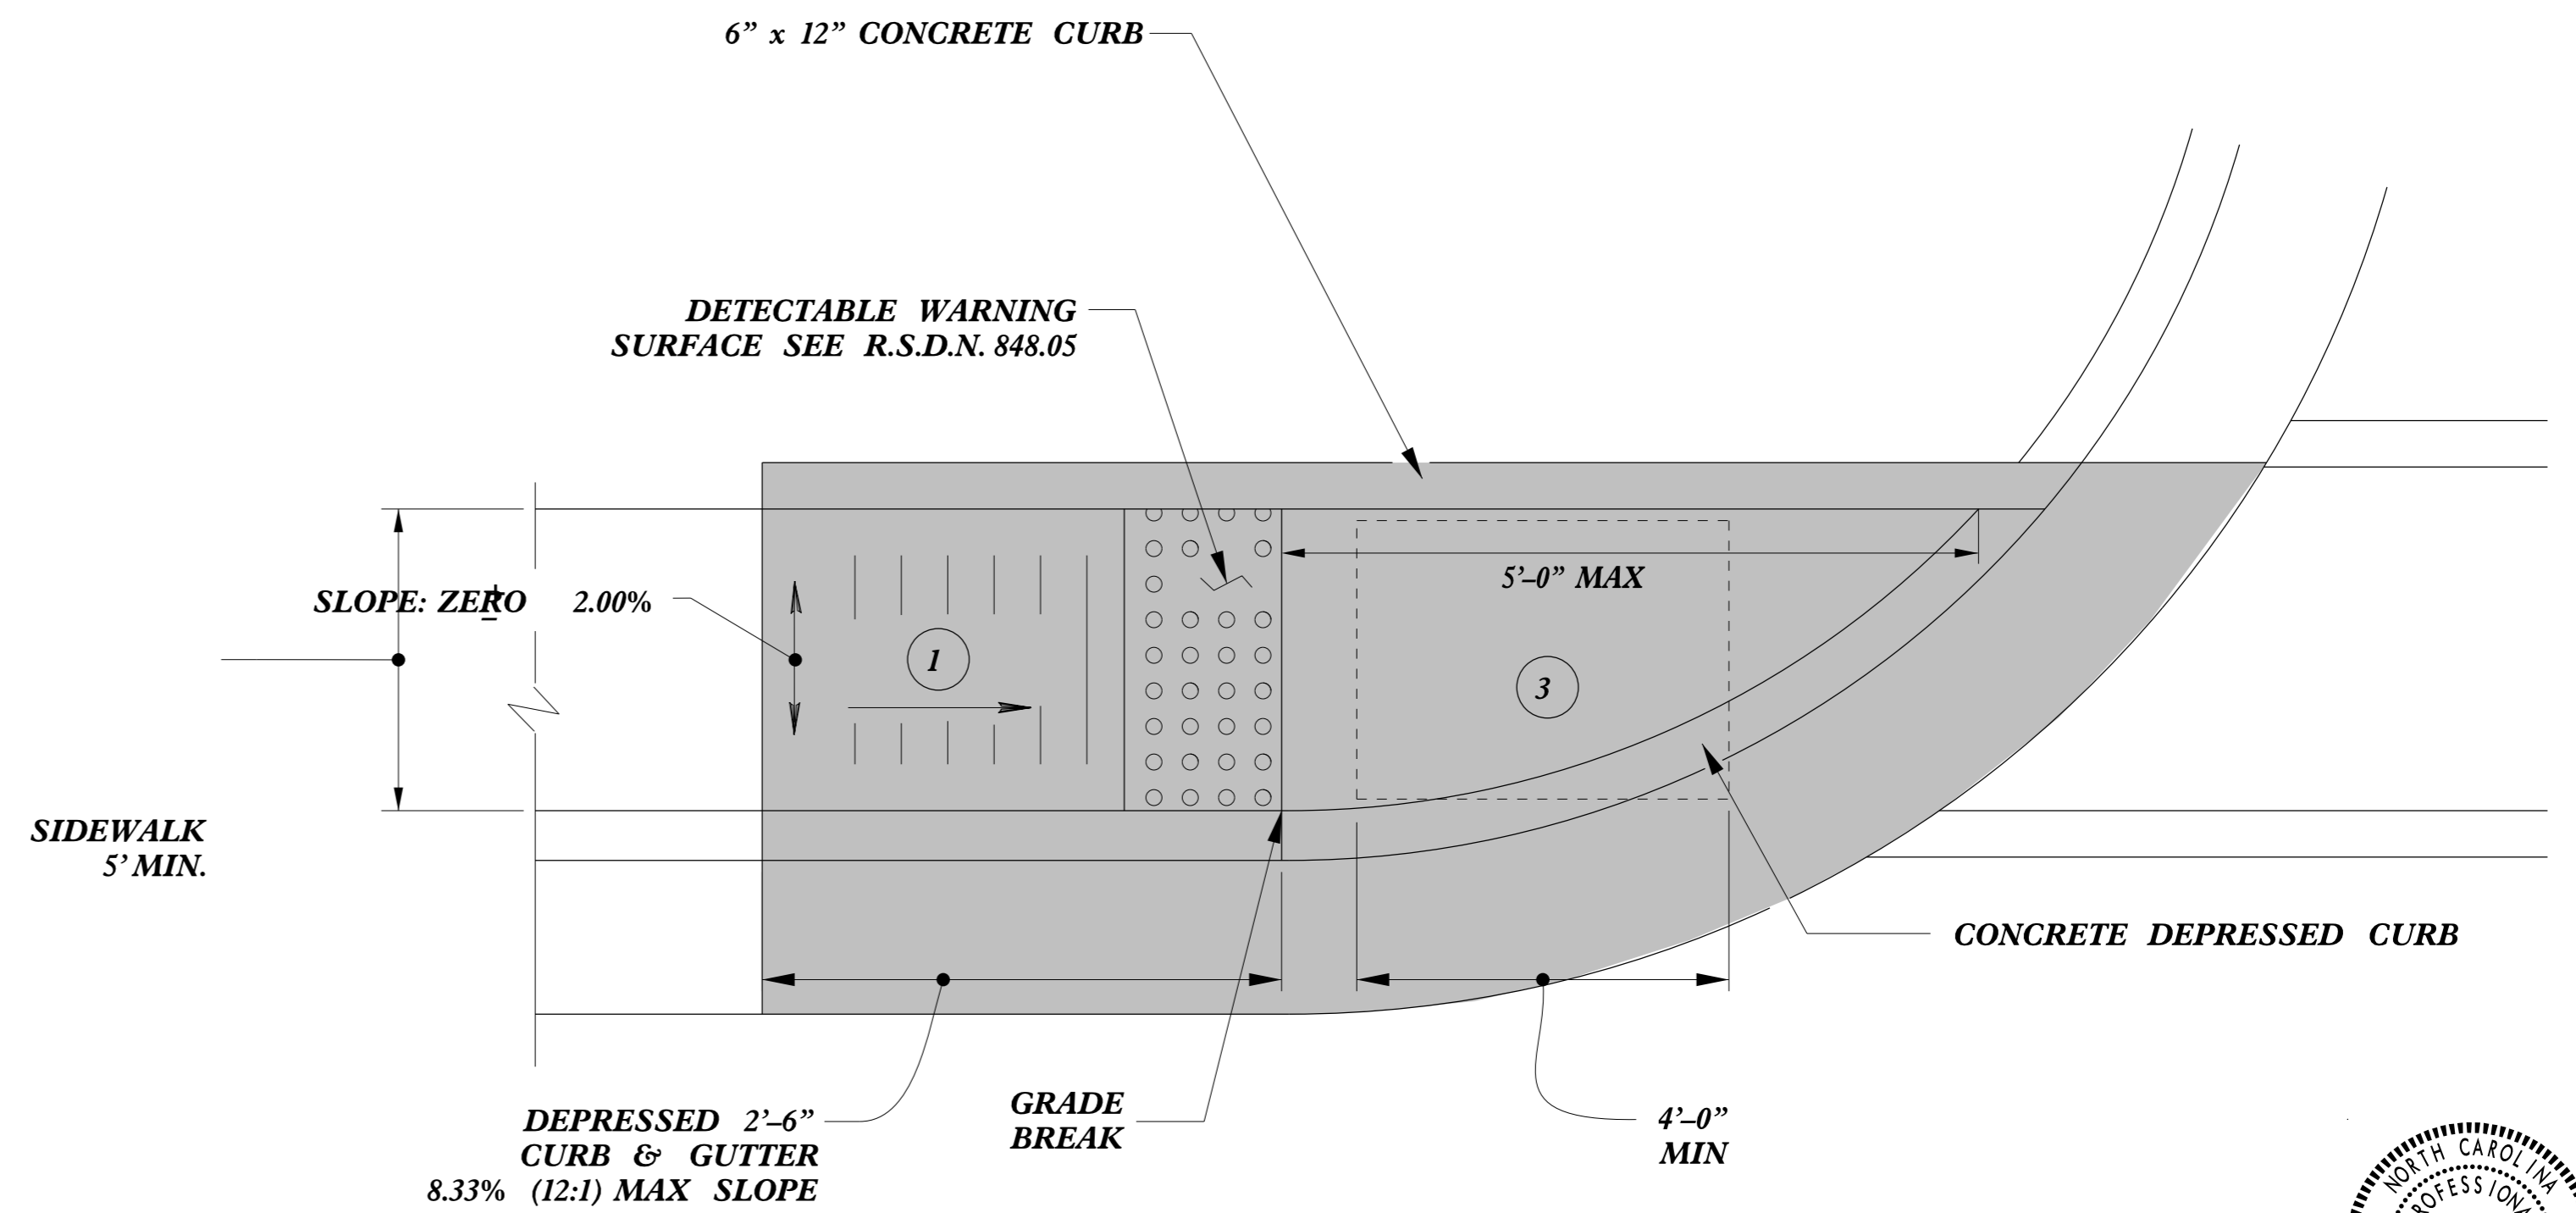 6” x 12” CONCRETE CURB
DETECTABLE WARNING
SURFACE SEE R.S.D.N. 848.05
5’–0” MAX
SLOPE: ZERO ± 2.00%
1
3
SIDEWALK
5’ MIN.
CONCRETE DEPRESSED CURB
GRADE
BREAK
DEPRESSED 2’–6”
CURB & GUTTER
8.33% (12:1) MAX SLOPE
4’–0”
MIN
NORTH CAROLINA